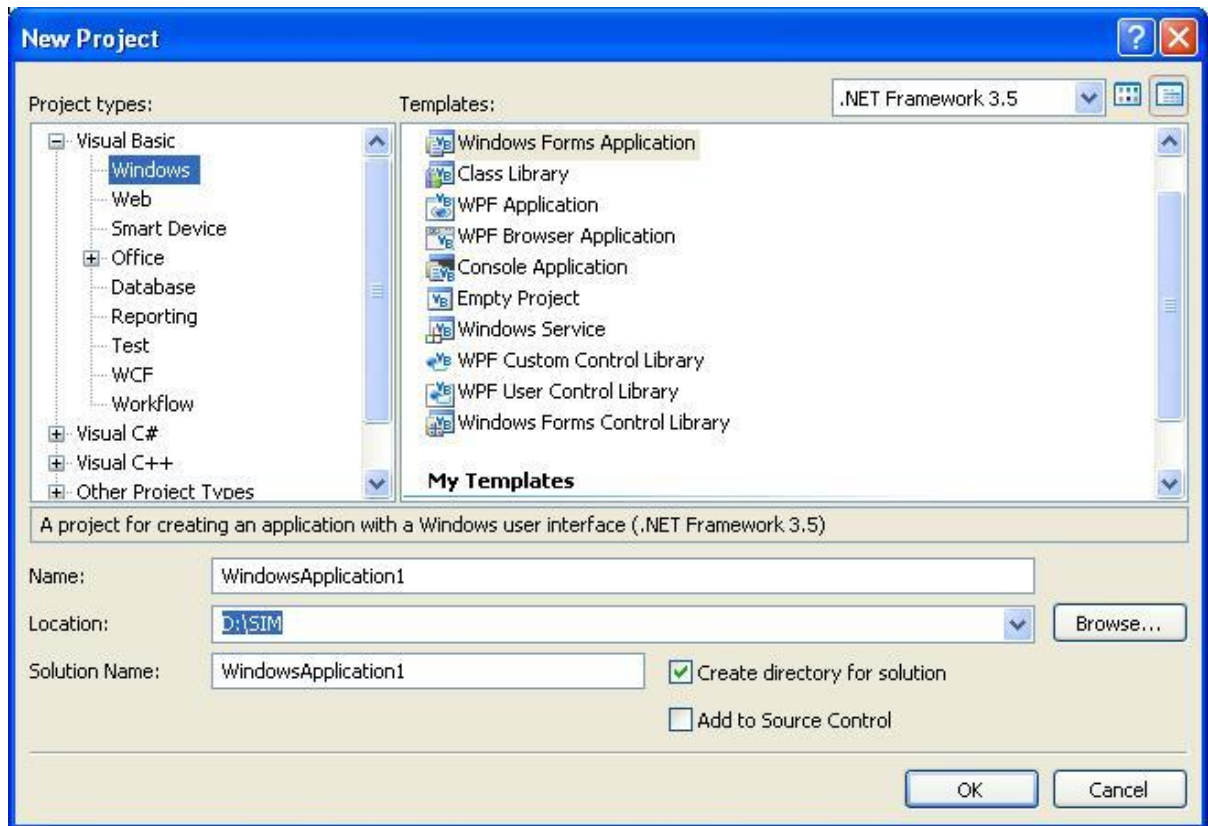 New Project
Project types:
Templates:
.NET Framework 3.5
Visual Basic
Windows
Web
Smart Device
Office
Database
Reporting
Test
WCF
Workflow
Visual C#
Visual C++
Other Project Types
Windows Forms Application
Class Library
WPF Application
WPF Browser Application
Console Application
Empty Project
Windows Service
WPF Custom Control Library
WPF User Control Library
Windows Forms Control Library
My Templates
A project for creating an application with a Windows user interface (.NET Framework 3.5)
Name: WindowsApplication1
Location: D:\SIM Browse...
Solution Name: WindowsApplication1 Create directory for solution
Add to Source Control
OK Cancel